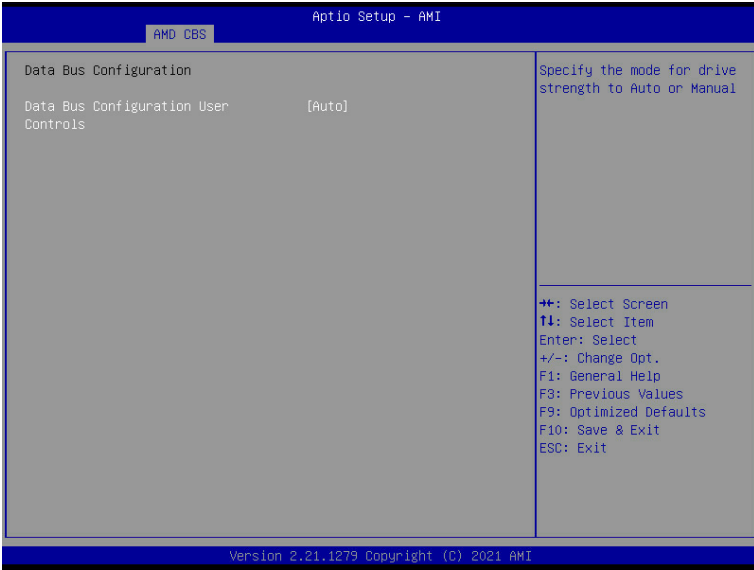 Aptio Setup – AMI
AMD CBS
Data Bus Configuration
Data Bus Configuration User [Auto]
Controls
Specify the mode for drive
strength to Auto or Manual
→←: Select Screen
↑↓: Select Item
Enter: Select
+/-: Change Opt.
F1: General Help
F3: Previous Values
F9: Optimized Defaults
F10: Save & Exit
ESC: Exit
Version 2.21.1279 Copyright (C) 2021 AMI